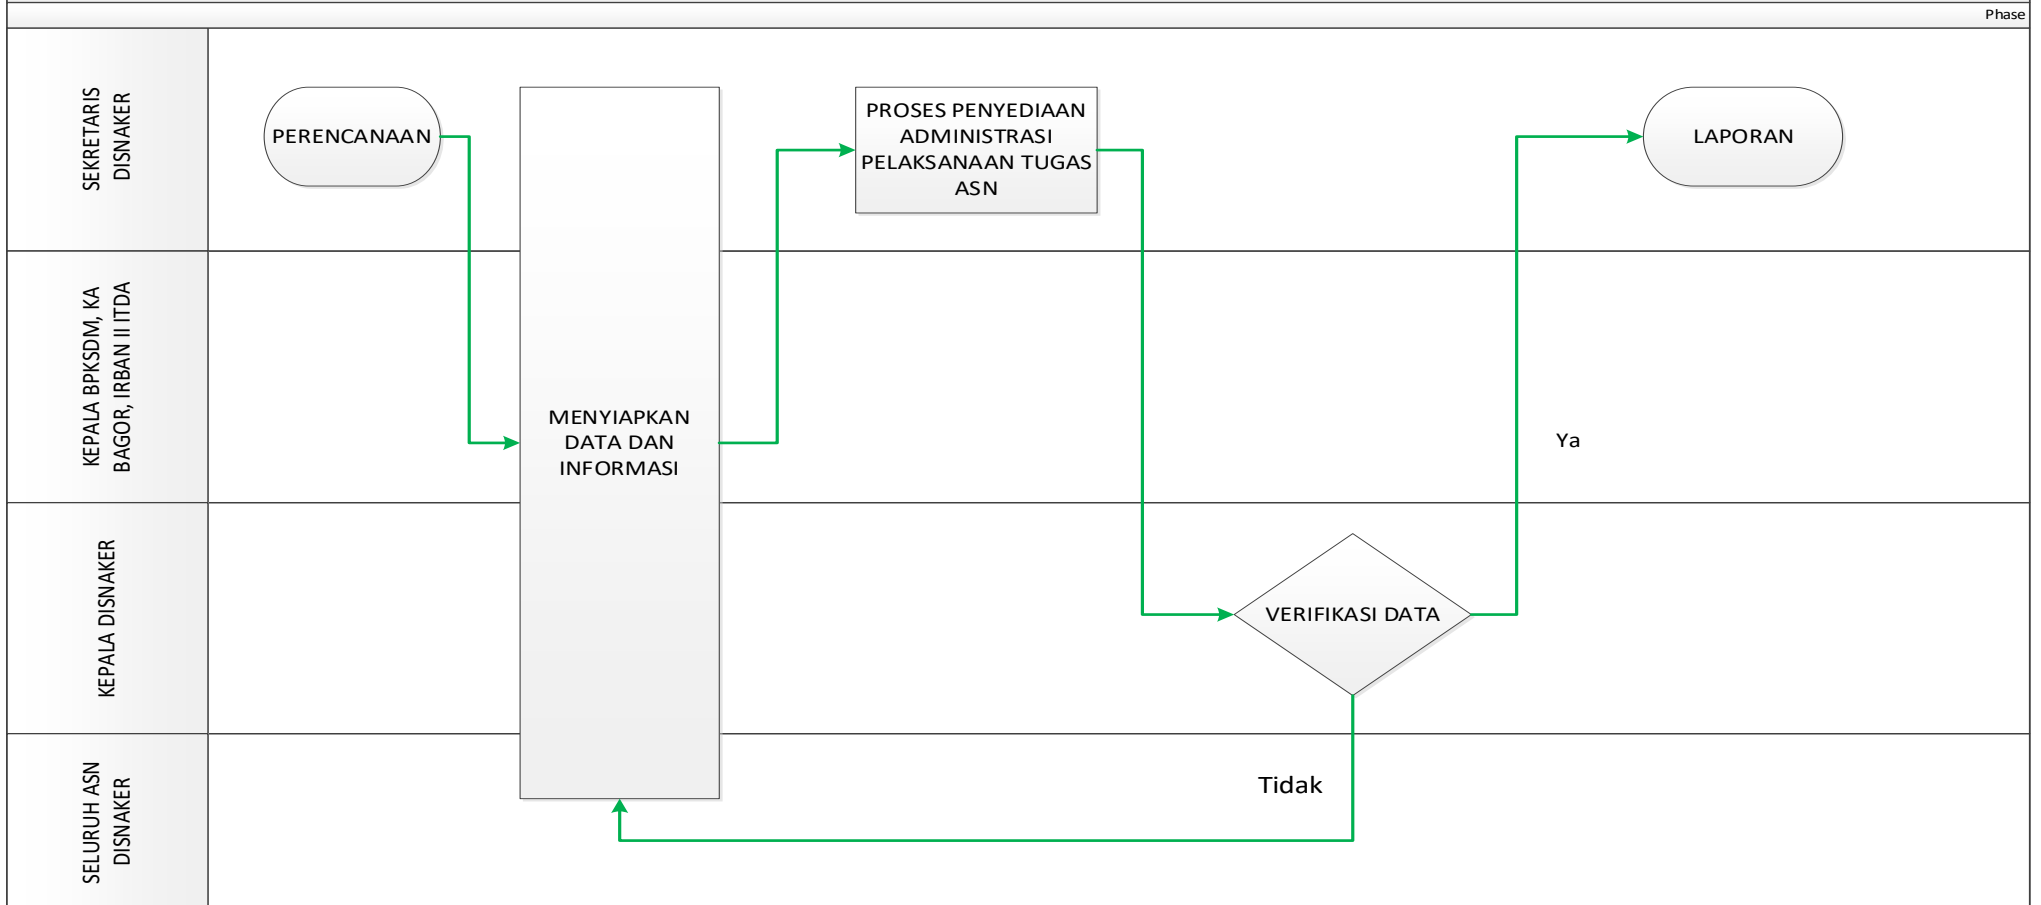 Phase
SEKRETARIS
DISNAKER
PERENCANAAN
PROSES PENYEDIAAN
ADMINISTRASI
PELAKSANAAN TUGAS
ASN
LAPORAN
KEPALA BPKSDM, KA
BAGOR, IRBAN II ITDA
MENYIAPKAN
DATA DAN
INFORMASI
Ya
KEPALA DISNAKER
VERIFIKASI DATA
SELURUH ASN
DISNAKER
Tidak